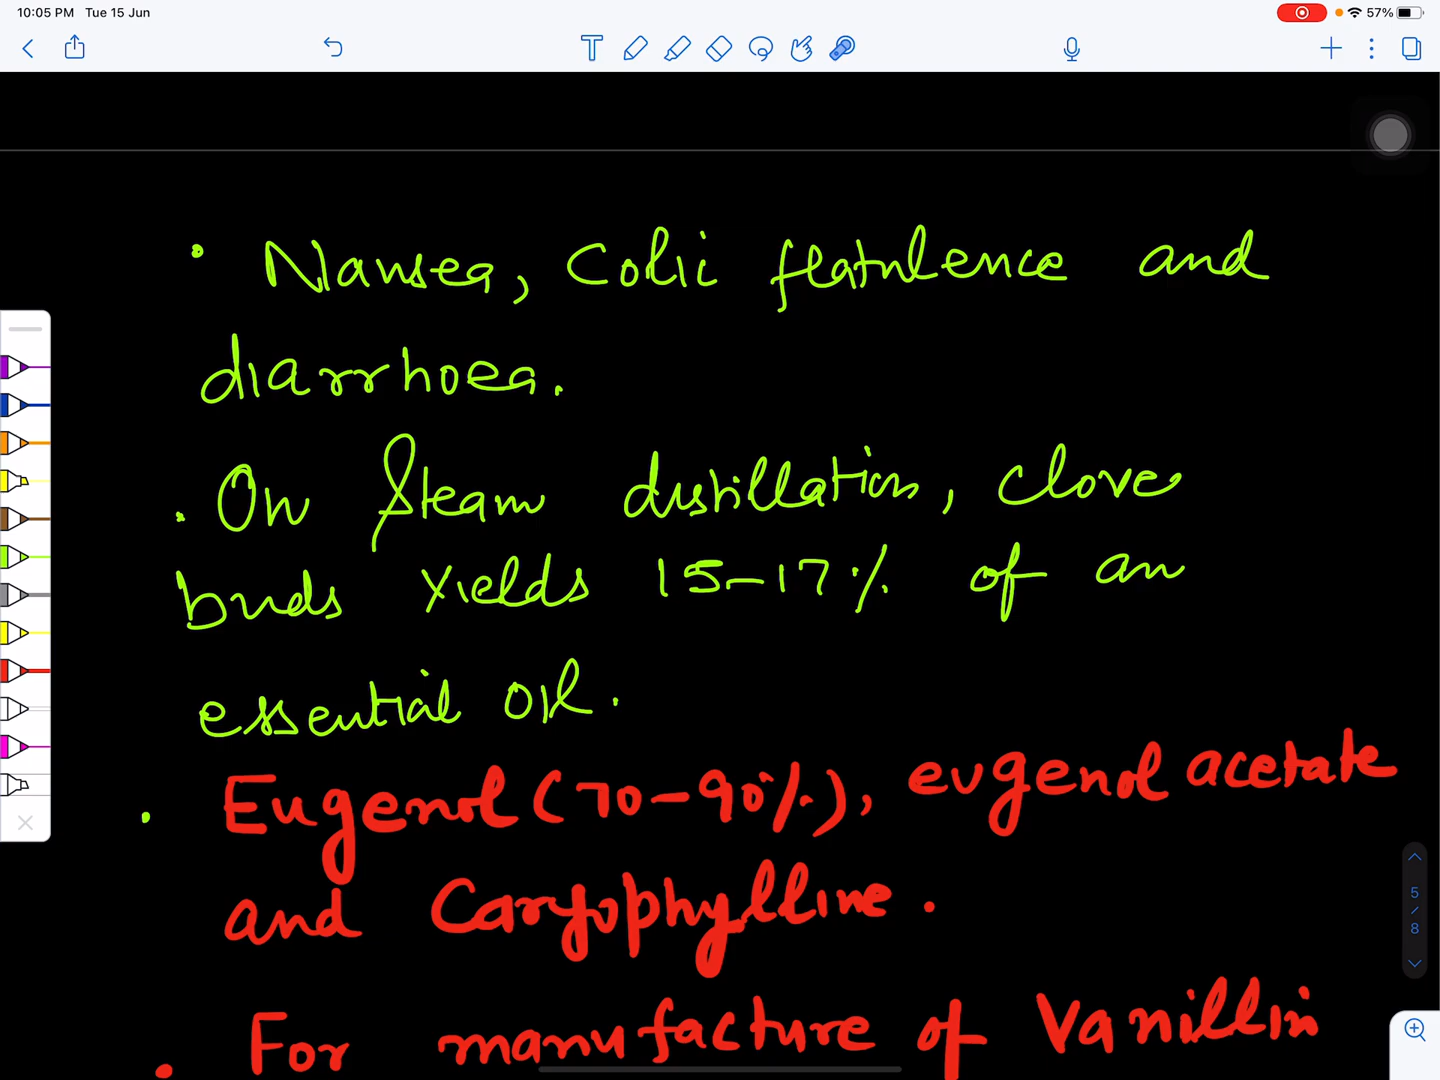 10:05 PM Tue 15 Jun
57%
T
• Nausea, Colic flatulence and
diarrhoea.
. On Steam distillation, clove
buds yields 15-17% of an
essential oil.
. Eugenol (70-90%), eugenol acetate
and Caryophylline.
. For manufacture of Vanillin
5
/
8